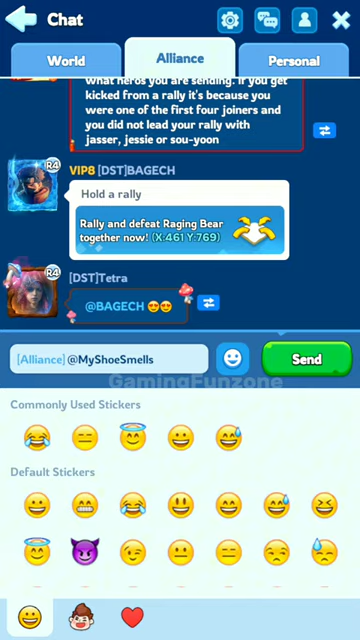 Chat
World
Alliance
Personal
what heros you are sending. If you get
kicked from a rally it's because you
were one of the first four joiners and
you did not lead your rally with
jasser, jessie or sou-yoon
R4
VIP8 [DST]BAGECH
Hold a rally
Rally and defeat Raging Bear
together now! (X:461 Y:769)
R4
[DST]Tetra
@BAGECH 😍😍
[Alliance] @MyShoeSmells
Send
GamingFunzone
Commonly Used Stickers
Default Stickers